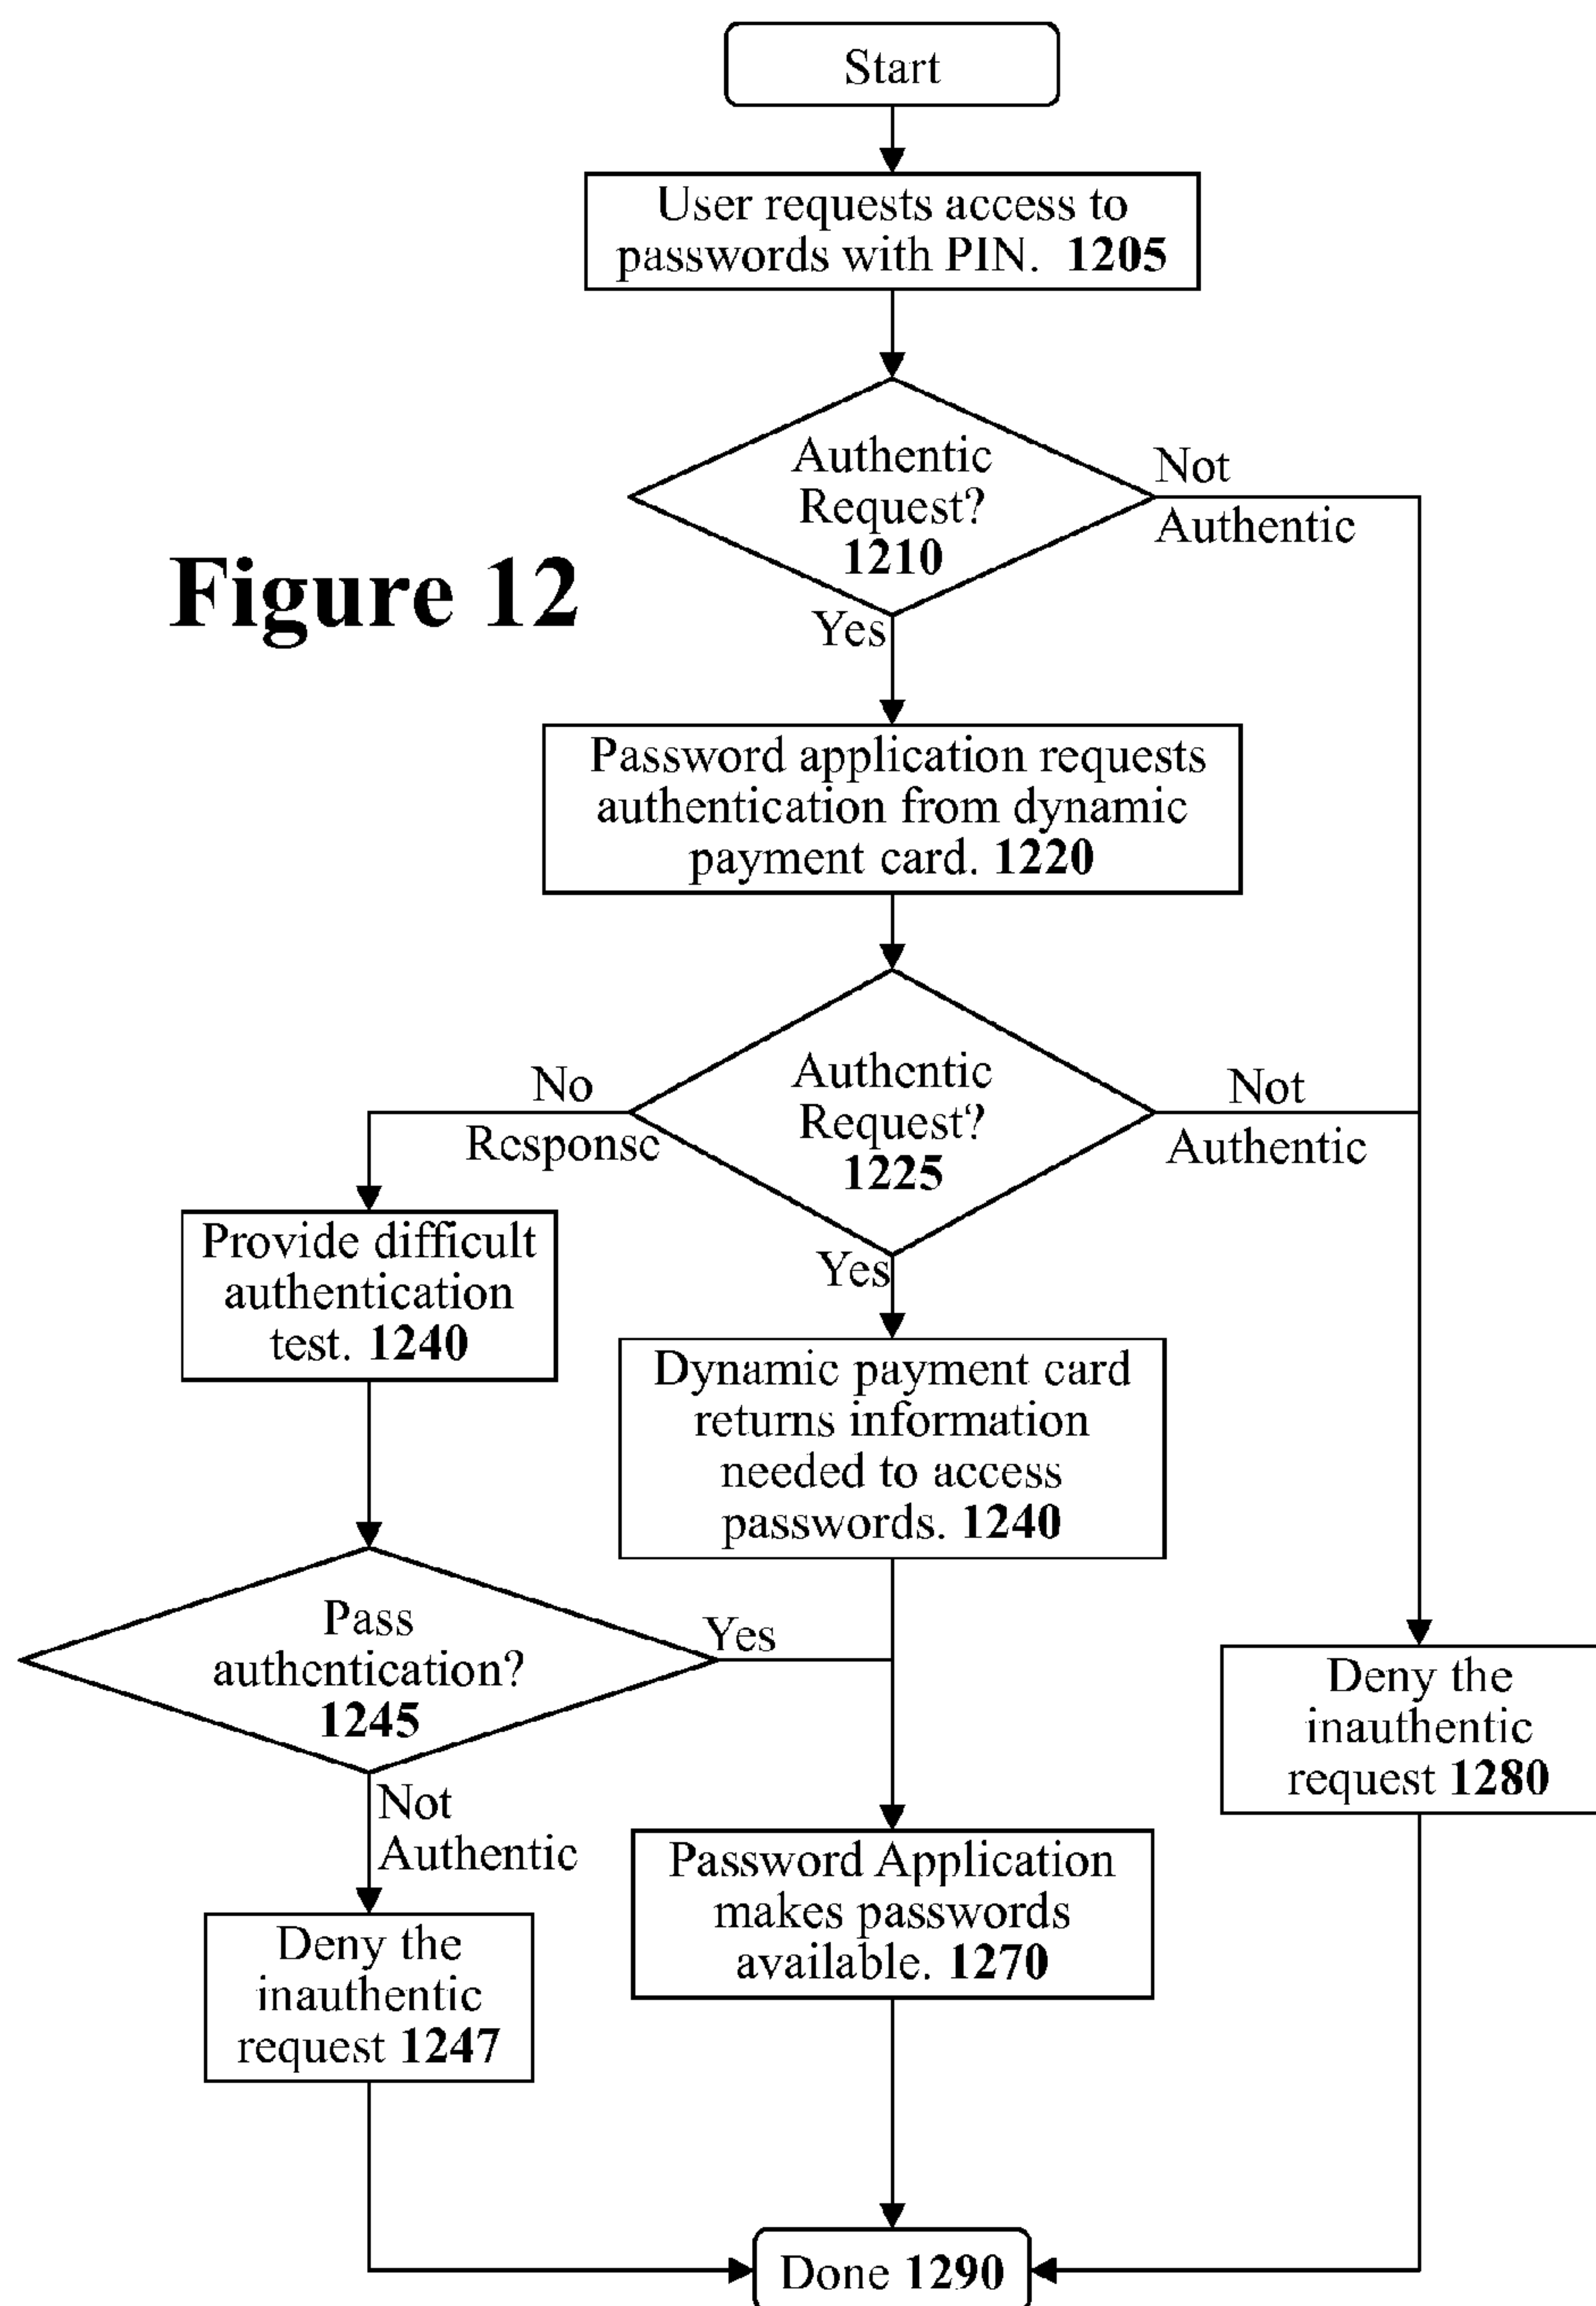 Start
User requests access to
passwords with PIN. 1205
Authentic
Request?
1210
Not
Authentic
Figure 12
Yes
Password application requests
authentication from dynamic
payment card. 1220
No
Response
Authentic
Request?
1225
Not
Authentic
Yes
Provide difficult
authentication
test. 1240
Dynamic payment card
returns information
needed to access
passwords. 1240
Pass
authentication?
1245
Yes
Not
Authentic
Deny the
inauthentic
request 1280
Password Application
makes passwords
available. 1270
Deny the
inauthentic
request 1247
Done 1290